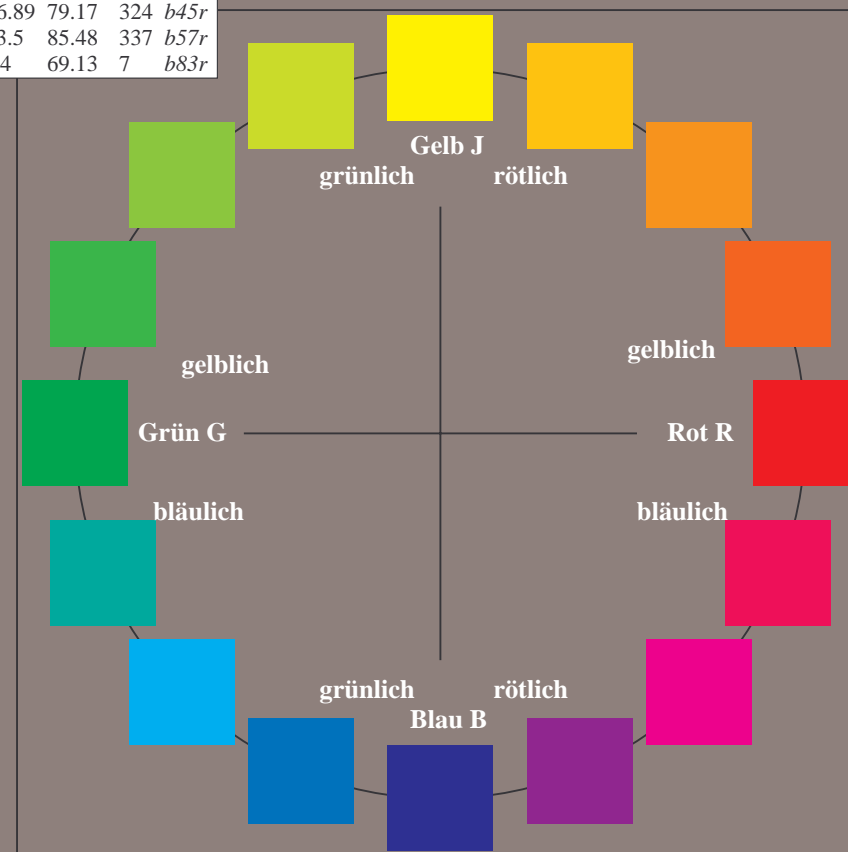 79.17 324 b45r
85.48 337 b57r
69.13 7 b83r
Gelb J
grünlich rötlich
gelblich
gelblich
Grün G Rot R
bläulich bläulich
grünlich rötlich
Blau B